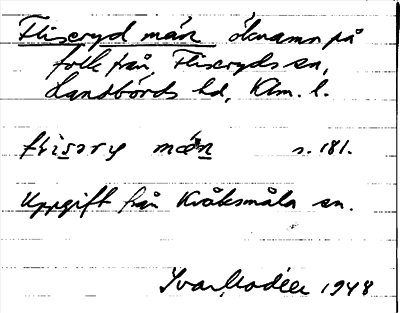 Fliseryd män öknamn på
folk från Fliseryds sn,
Handbörds hd, Klm. l.
män s. 181.
Uppgift från Kråksmåla sn.
Ivar Modéer 1948